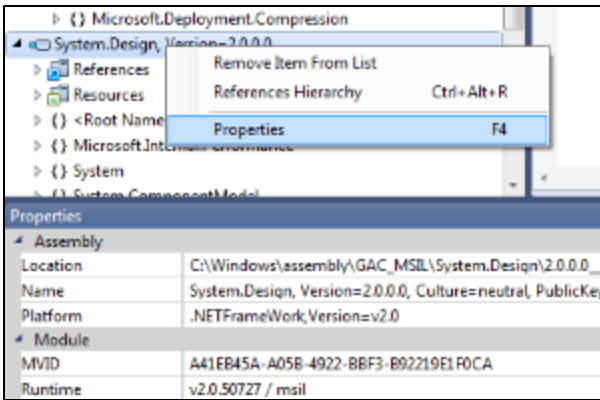 {} Microsoft.Deployment.Compression
System.Design, Version=2.0.0.0
References
Resources
{} <Root Name
{} Microsoft.Internal.Performance
{} System
{} System.ComponentModel
Remove Item From List
References Hierarchy Ctrl+Alt+R
Properties F4
Properties
Assembly
Location C:\Windows\assembly\GAC_MSIL\System.Design\2.0.0.0__
Name System.Design, Version=2.0.0.0, Culture=neutral, PublicKey
Platform .NETFrameWork,Version=v2.0
Module
MVID A41EB45A-A05B-4922-BBF3-B92219E1F0CA
Runtime v2.0.50727 / msil